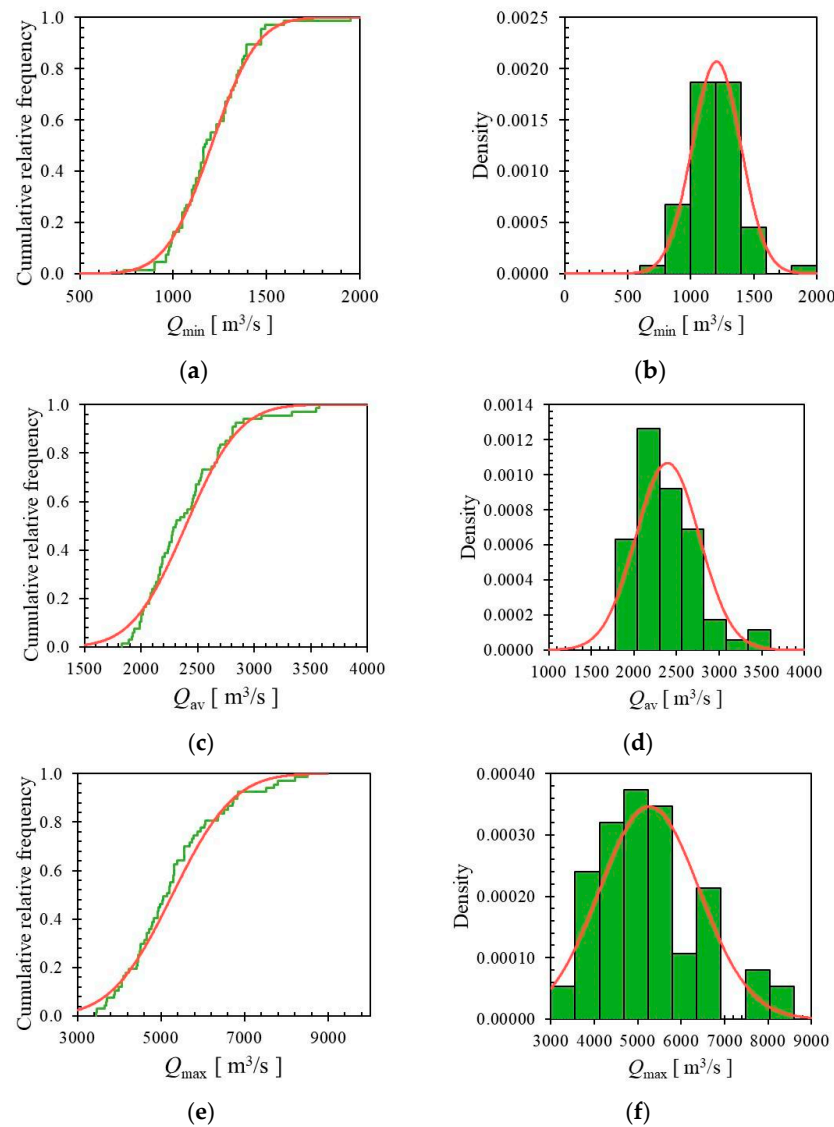 Cumulative relative frequency
1.0
0.8
0.6
0.4
0.2
0.0
500 1000 1500 2000
Qmin [ m³/s ]
(a)
Density
0.0025
0.0020
0.0015
0.0010
0.0005
0.0000
0 500 1000 1500 2000
Qmin [ m³/s ]
(b)
Cumulative relative frequency
1.0
0.8
0.6
0.4
0.2
0.0
1500 2000 2500 3000 3500 4000
Qav [ m³/s ]
(c)
Density
0.0014
0.0012
0.0010
0.0008
0.0006
0.0004
0.0002
0.0000
1000 1500 2000 2500 3000 3500 4000
Qav [ m³/s ]
(d)
Cumulative relative frequency
1.0
0.8
0.6
0.4
0.2
0.0
3000 5000 7000 9000
Qmax [ m³/s ]
(e)
Density
0.00040
0.00030
0.00020
0.00010
0.00000
3000 4000 5000 6000 7000 8000 9000
Qmax [ m³/s ]
(f)